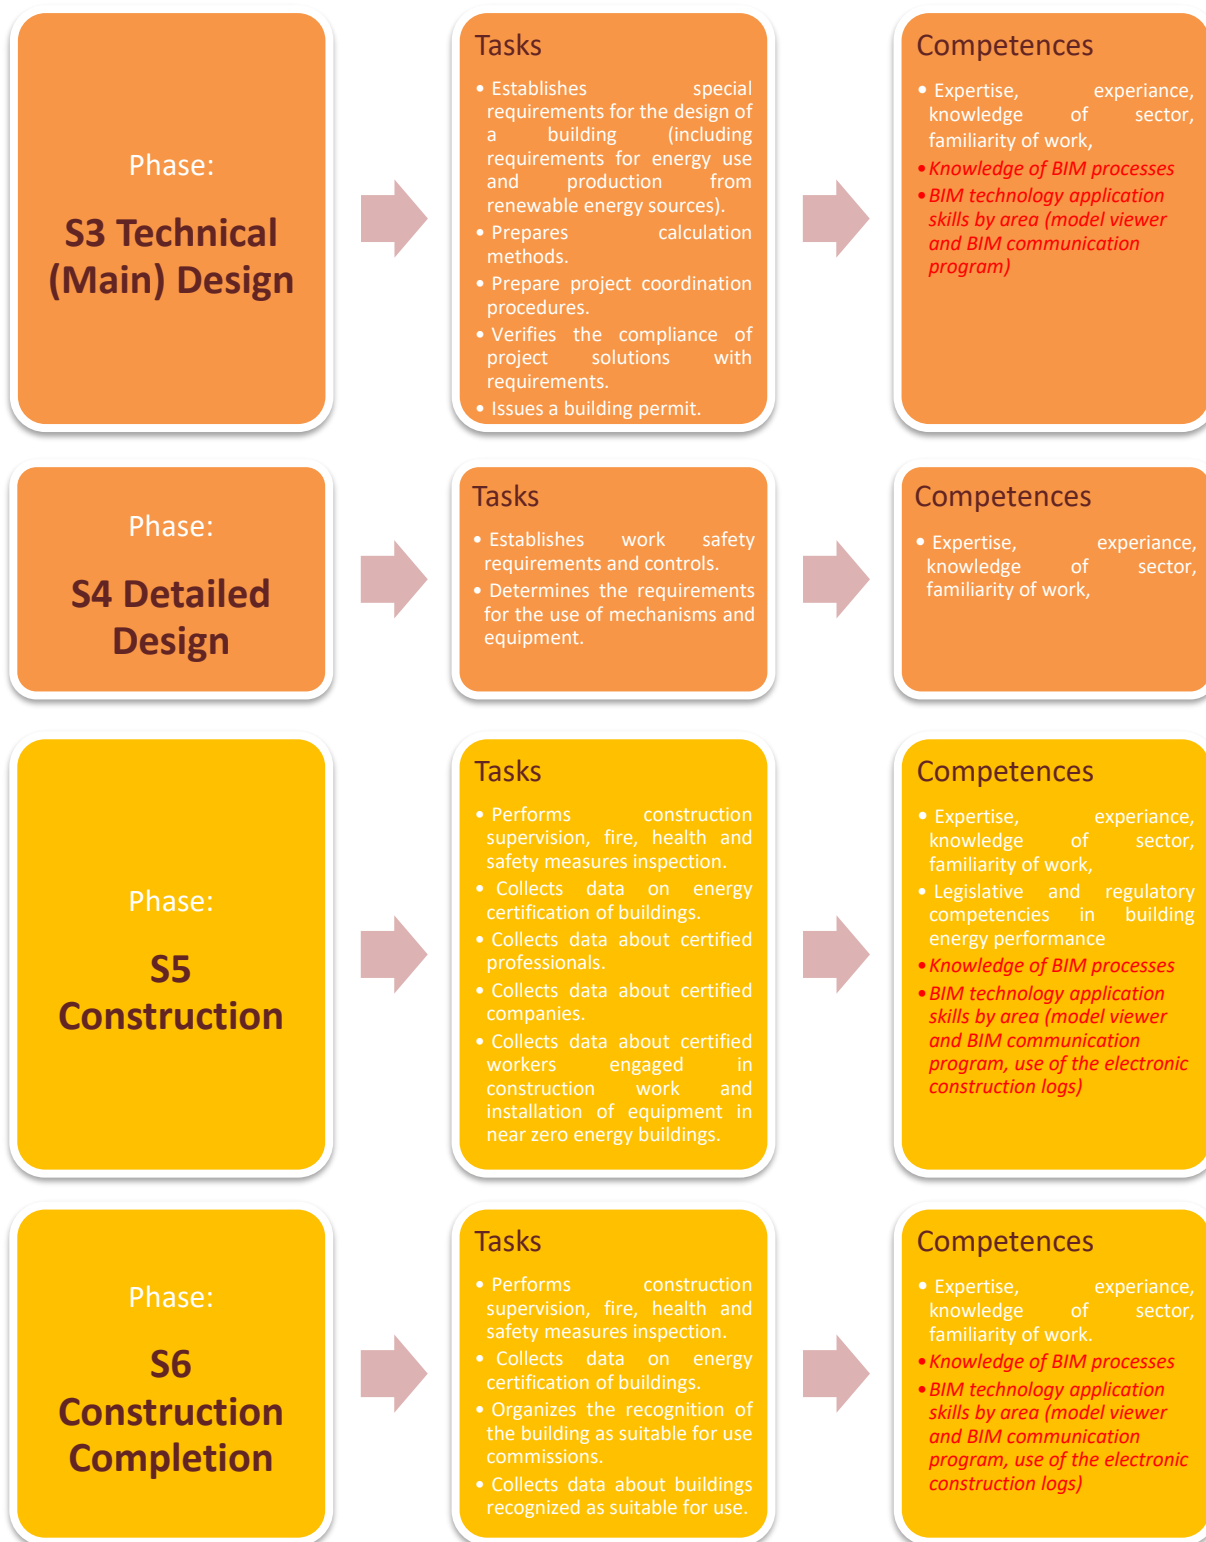 Phase:
S3 Technical
(Main) Design
Tasks
• Establishes special
requirements for the design of
a building (including
requirements for energy use
and production from
renewable energy sources).
• Prepares calculation
methods.
• Prepare project coordination
procedures.
• Verifies the compliance of
project solutions with
requirements.
• Issues a building permit.
Competences
• Expertise, experiance,
knowledge of sector,
familiarity of work,
• Knowledge of BIM processes
• BIM technology application
skills by area (model viewer
and BIM communication
program)
Phase:
S4 Detailed
Design
Tasks
• Establishes work safety
requirements and controls.
• Determines the requirements
for the use of mechanisms and
equipment.
Competences
• Expertise, experiance,
knowledge of sector,
familiarity of work,
Phase:
S5
Construction
Tasks
• Performs construction
supervision, fire, health and
safety measures inspection.
• Collects data on energy
certification of buildings.
• Collects data about certified
professionals.
• Collects data about certified
companies.
• Collects data about certified
workers engaged in
construction work and
installation of equipment in
near zero energy buildings.
Competences
• Expertise, experiance,
knowledge of sector,
familiarity of work,
• Legislative and regulatory
competencies in building
energy performance
• Knowledge of BIM processes
• BIM technology application
skills by area (model viewer
and BIM communication
program, use of the electronic
construction logs)
Phase:
S6
Construction
Completion
Tasks
• Performs construction
supervision, fire, health and
safety measures inspection.
• Collects data on energy
certification of buildings.
• Organizes the recognition of
the building as suitable for use
commissions.
• Collects data about buildings
recognized as suitable for use.
Competences
• Expertise, experiance,
knowledge of sector,
familiarity of work.
• Knowledge of BIM processes
• BIM technology application
skills by area (model viewer
and BIM communication
program, use of the electronic
construction logs)